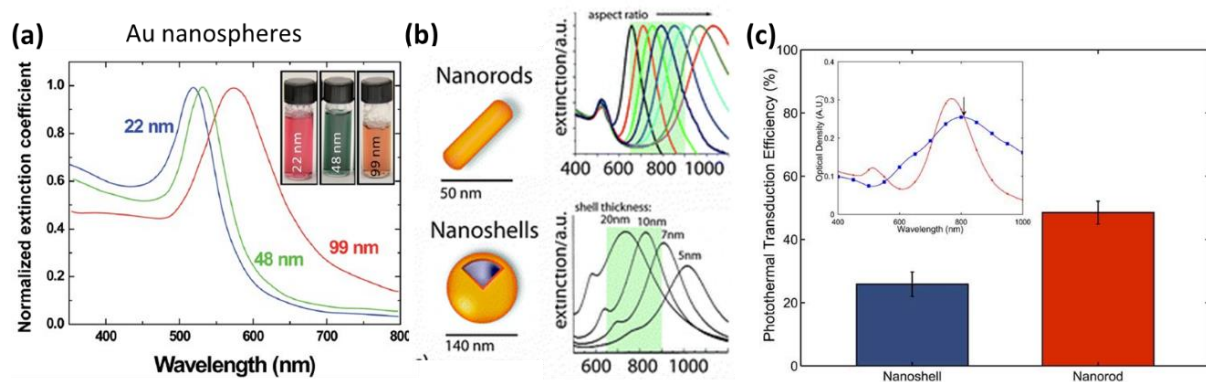 (a)
Au nanospheres
Normalized extinction coefficient
1.0
0.8
0.6
0.4
0.2
0.0
22 nm
48 nm
99 nm
22 nm
48 nm
99 nm
400
500
600
700
800
Wavelength (nm)
(b)
Nanorods
50 nm
aspect ratio
extinction/a.u.
400 600 800 1000
Nanoshells
140 nm
shell thickness:
20nm
10nm
7nm
5nm
extinction/a.u.
400 600 800 1000
(c)
Photothermal Transduction Efficiency (%)
100
80
60
40
20
0
Optical Density (A.U.)
0.4
0.3
0.2
0.1
0
400
600
800
1000
Wavelength (nm)
Nanoshell
Nanorod